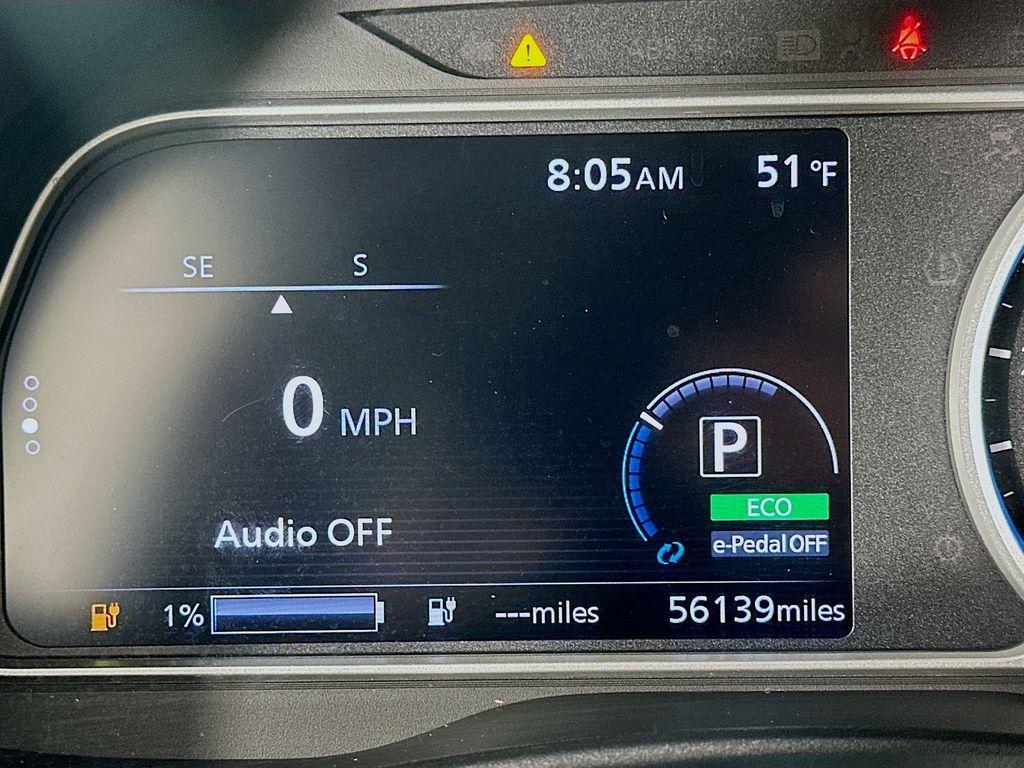 8:05AM 51°F
SE S
0 MPH
P
ECO
Audio OFF
e-Pedal OFF
1% ---miles 56139miles